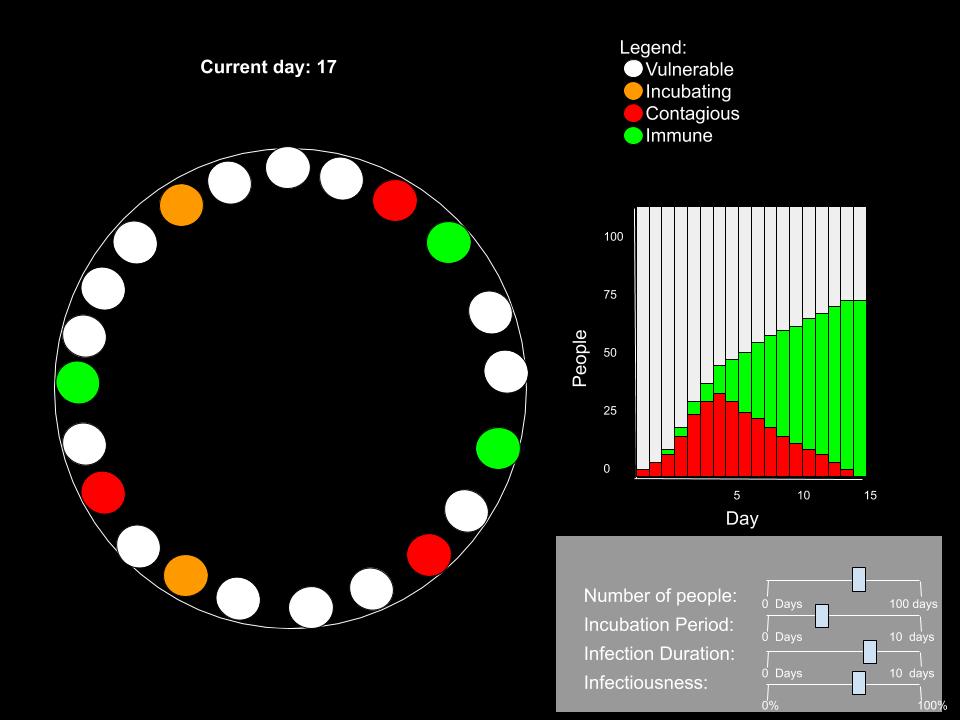 Current day: 17
Legend:
Vulnerable
Incubating
Contagious
Immune
100
75
50
25
0
People
5 10 15
Day
Number of people:
0 Days 100 days
Incubation Period:
0 Days 10 days
Infection Duration:
0 Days 10 days
Infectiousness:
0% 100%